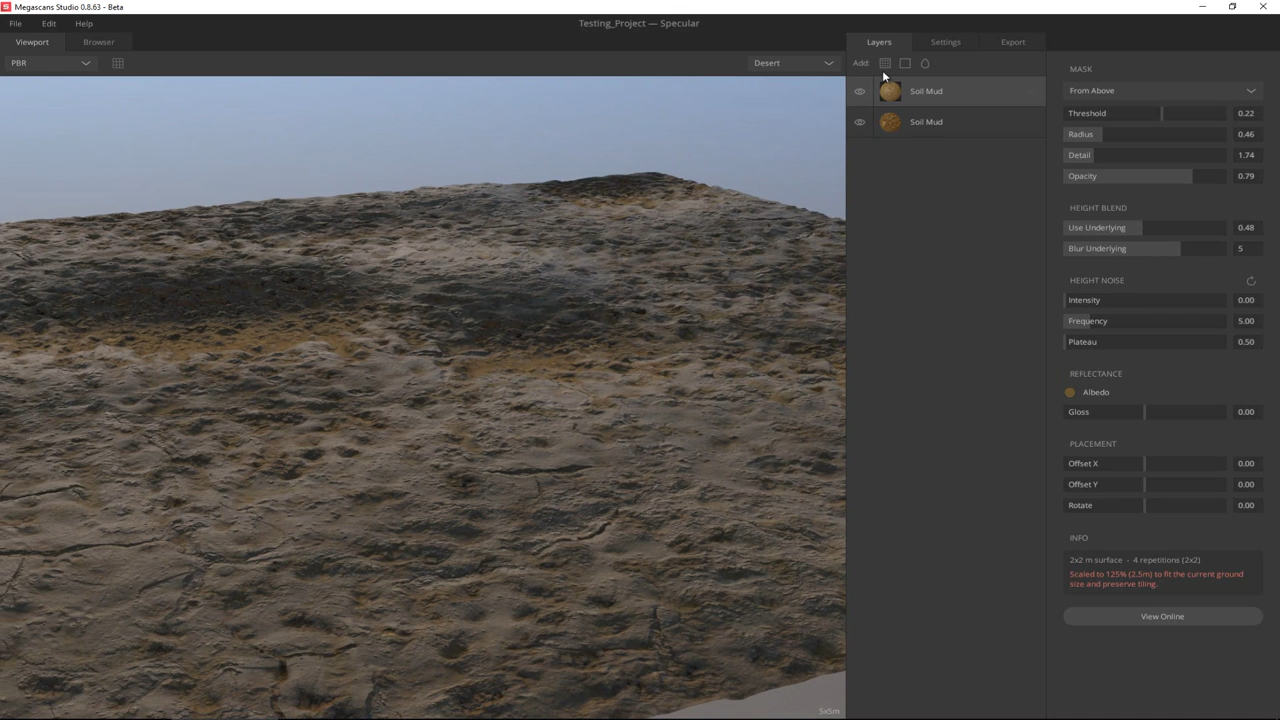 Megascans Studio 0.8.63 - Beta
File Edit Help
Testing_Project — Specular
Viewport Browser
Layers Settings Export
PBR
Desert
Add:
Soil Mud
Soil Mud
MASK
From Above
Threshold 0.22
Radius 0.46
Detail 1.74
Opacity 0.79
HEIGHT BLEND
Use Underlying 0.48
Blur Underlying 5
HEIGHT NOISE
Intensity 0.00
Frequency 5.00
Plateau 0.50
REFLECTANCE
Albedo
Gloss 0.00
PLACEMENT
Offset X 0.00
Offset Y 0.00
Rotate 0.00
INFO
2x2 m surface - 4 repetitions (2x2)
Scaled to 125% (2.5m) to fit the current ground
size and preserve tiling.
View Online
5x5m